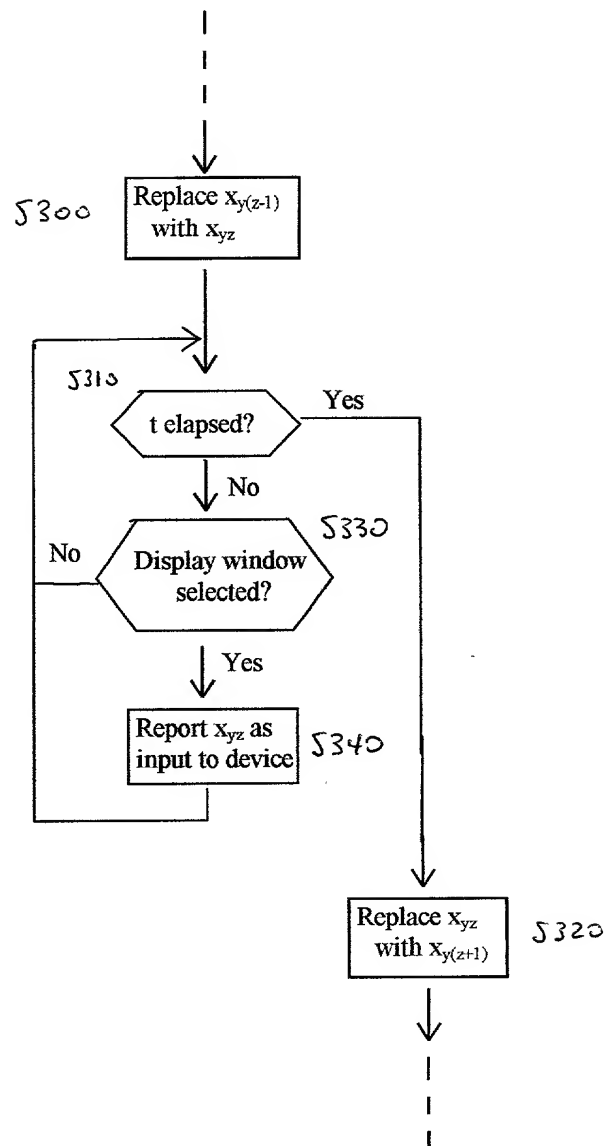 S300
Replace x_y(z-1)
with x_yz
S310
t elapsed?
Yes
No
S330
No
Display window
selected?
Yes
Report x_yz as
input to device
S340
Replace x_yz
with x_y(z+1)
S320